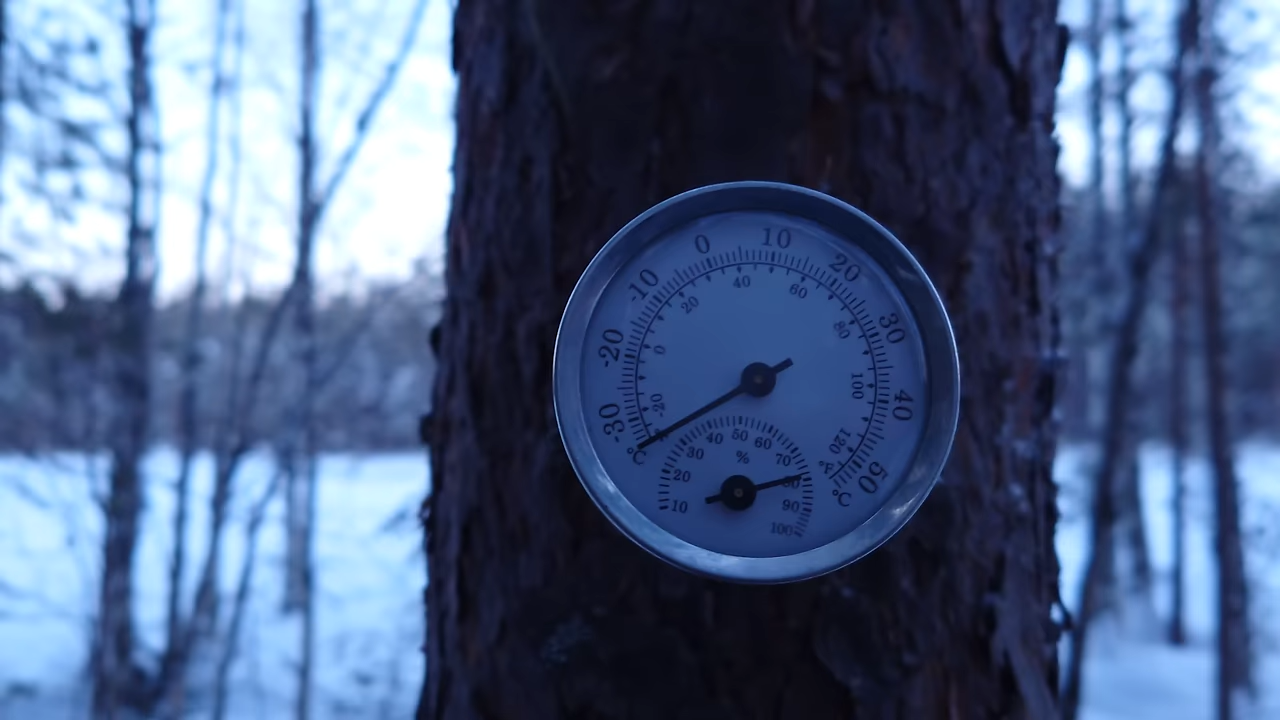 -30 -20 -10 0 10 20 30 40 50
°C °C
-20 0 20 40 60 80 100 120
°F
10 20 30 40 50 60 70 80 90 100
%